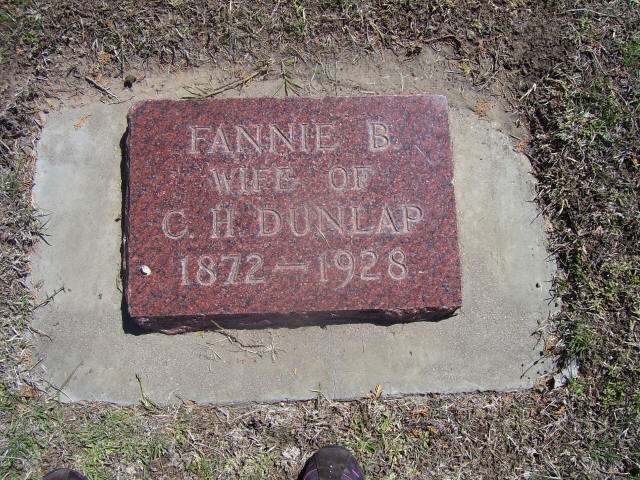 FANNIE B.
WIFE OF
C. H. DUNLAP
1872 — 1928